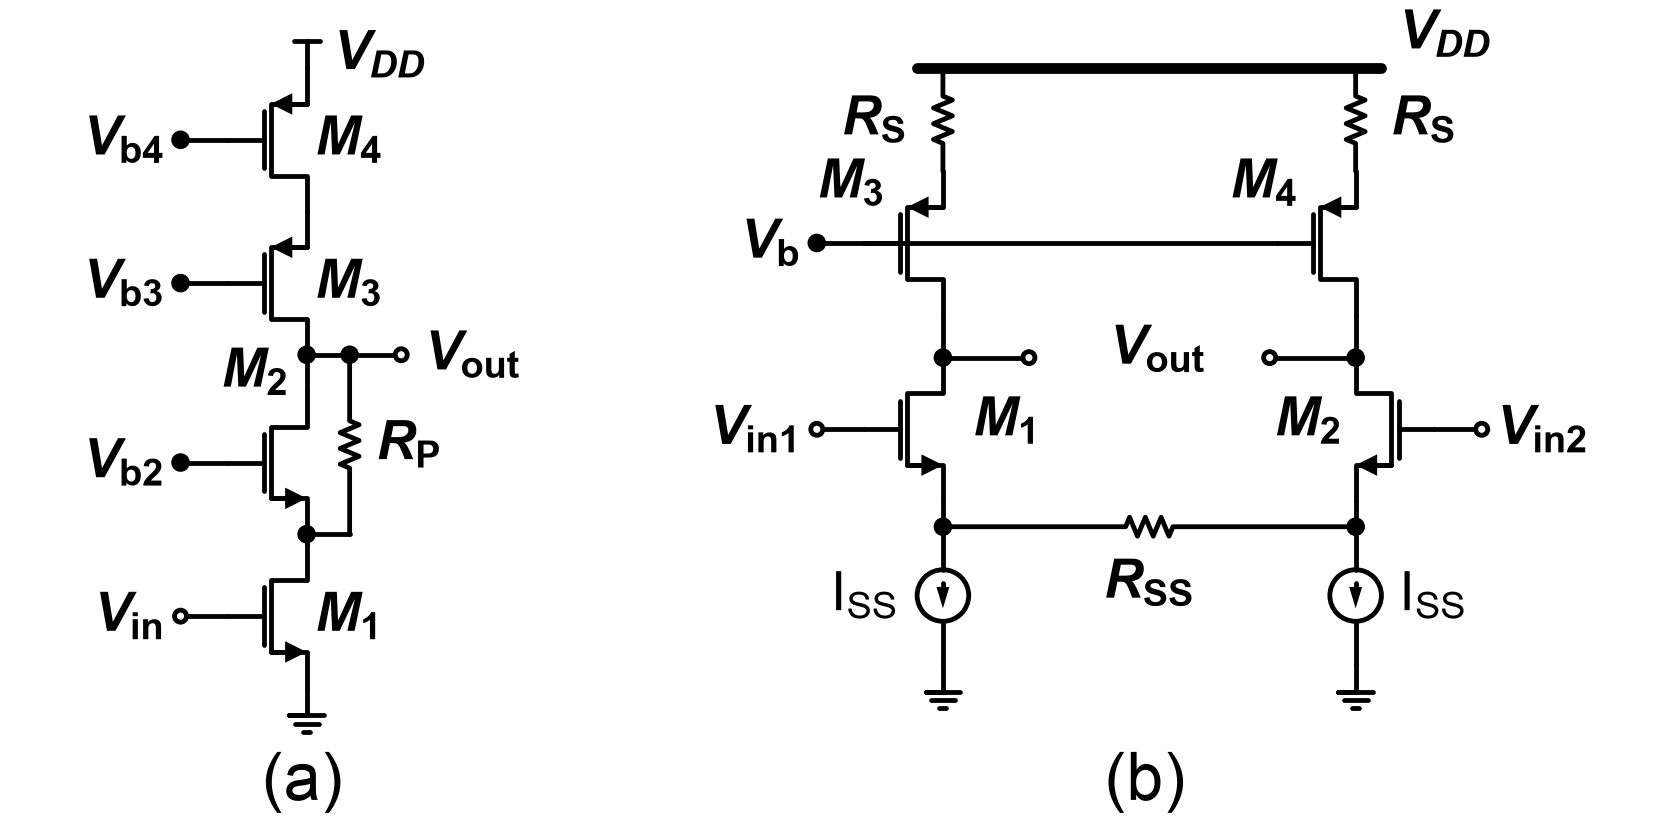 VDD
Vb4
M4
Vb3
M3
M2
Vout
Vb2
RP
Vin
M1
(a)
VDD
RS
RS
M3
M4
Vb
Vout
Vin1
M1
M2
Vin2
RSS
ISS
ISS
(b)